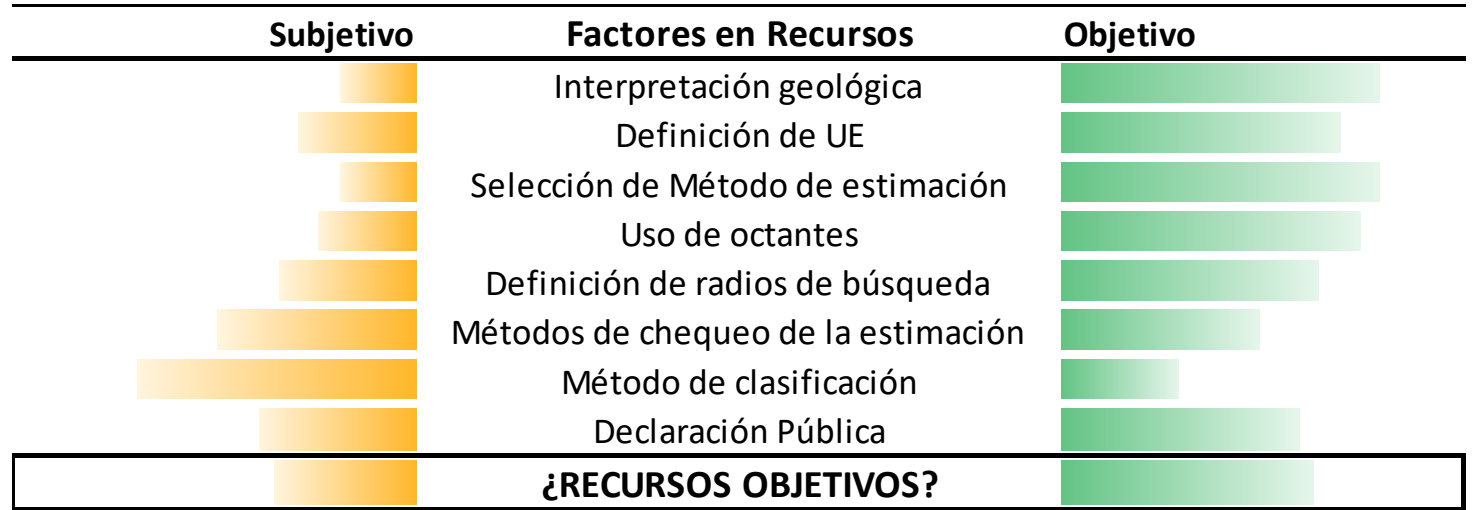 Subjetivo Factores en Recursos Objetivo
Interpretación geológica
Definición de UE
Selección de Método de estimación
Uso de octantes
Definición de radios de búsqueda
Métodos de chequeo de la estimación
Método de clasificación
Declaración Pública
¿RECURSOS OBJETIVOS?